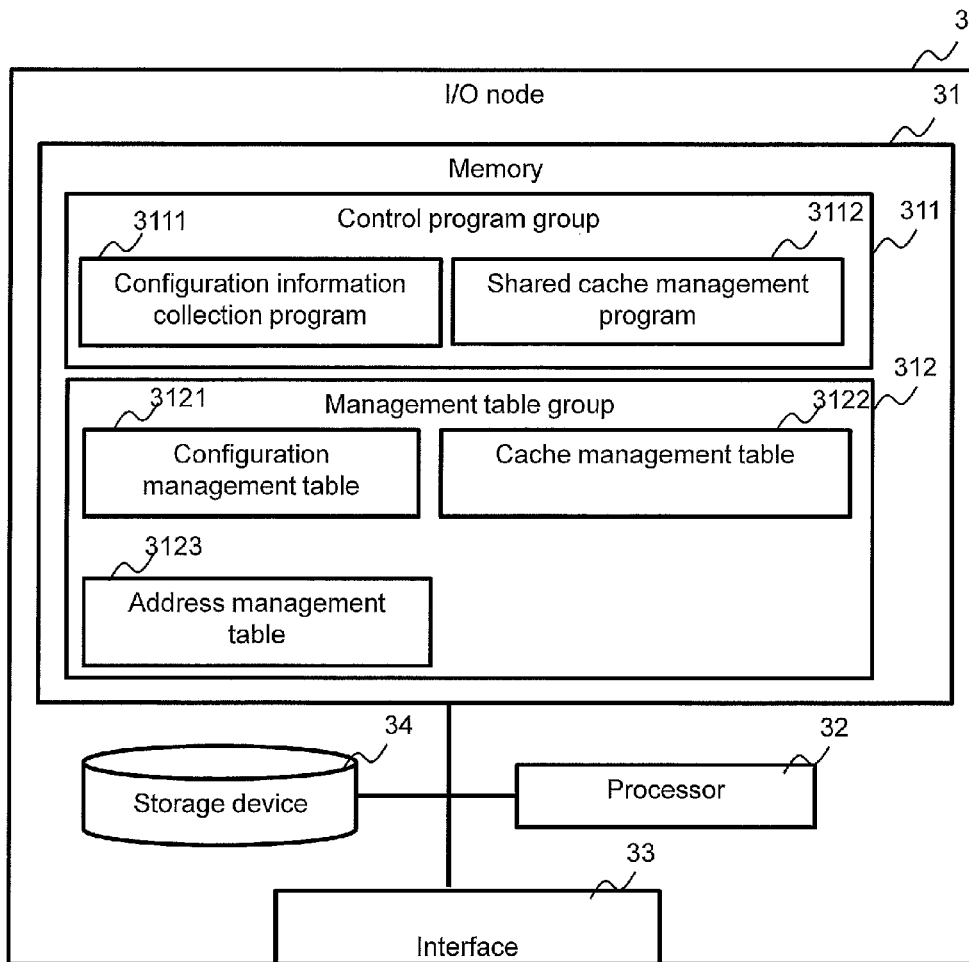 3
I/O node
31
Memory
Control program group
3111
3112
311
Configuration information
collection program
Shared cache management
program
312
Management table group
3121
3122
Configuration
management table
Cache management table
3123
Address management
table
34
Storage device
32
Processor
33
Interface